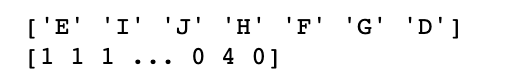 ['E' 'I' 'J' 'H' 'F' 'G' 'D']
[1 1 1 ... 0 4 0]